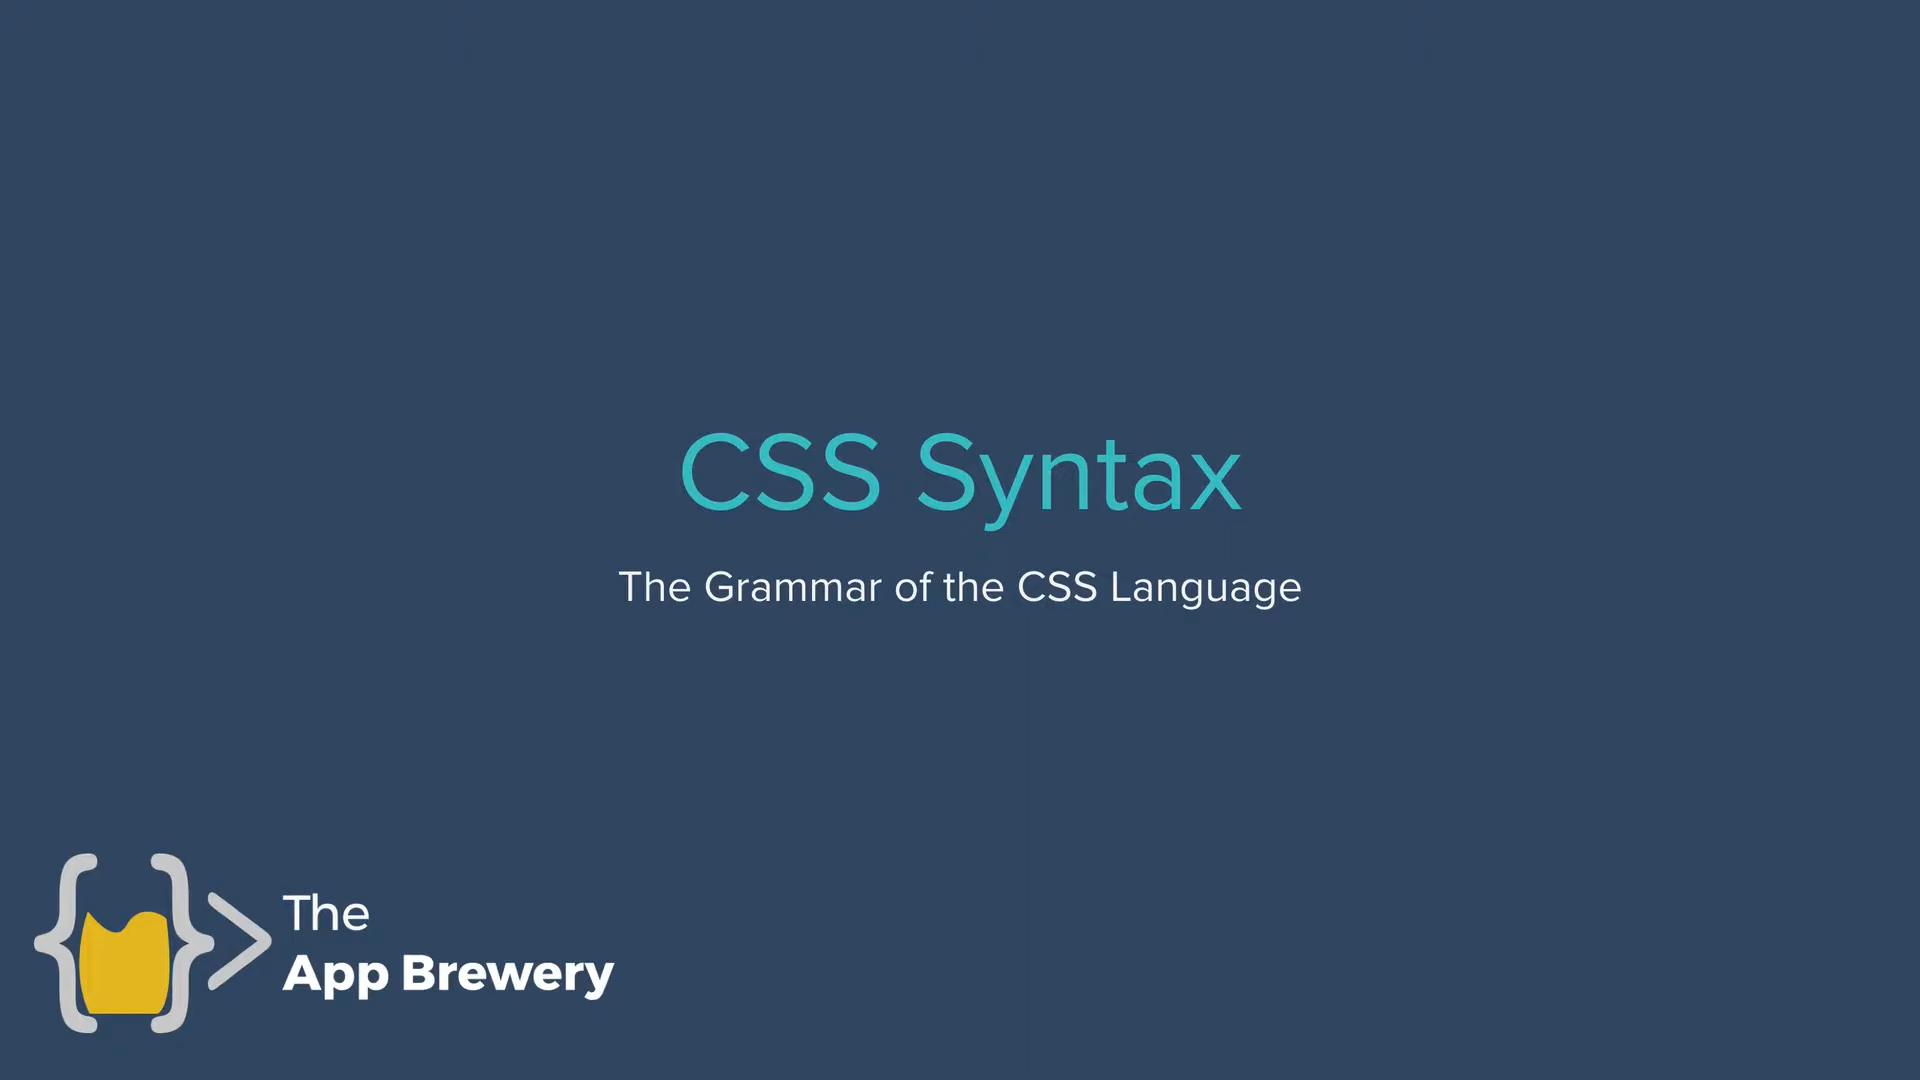 CSS Syntax
The Grammar of the CSS Language
The
App Brewery